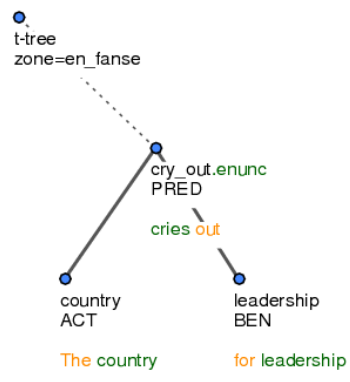 t-tree
zone=en_fanse
cry_out.enunc
PRED
cries out
country
ACT
The country
leadership
BEN
for leadership